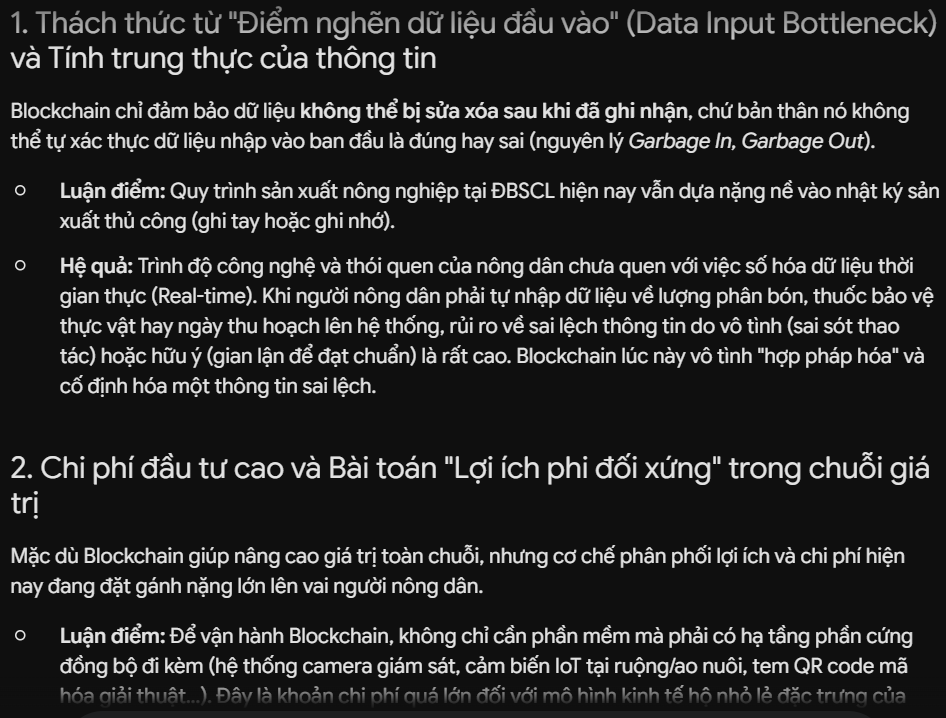 1. Thách thức từ "Điểm nghẽn dữ liệu đầu vào" (Data Input Bottleneck)
và Tính trung thực của thông tin
Blockchain chỉ đảm bảo dữ liệu không thể bị sửa xóa sau khi đã ghi nhận, chứ bản thân nó không
thể tự xác thực dữ liệu nhập vào ban đầu là đúng hay sai (nguyên lý Garbage In, Garbage Out).
Luận điểm: Quy trình sản xuất nông nghiệp tại ĐBSCL hiện nay vẫn dựa nặng nề vào nhật ký sản
xuất thủ công (ghi tay hoặc ghi nhớ).
Hệ quả: Trình độ công nghệ và thói quen của nông dân chưa quen với việc số hóa dữ liệu thời
gian thực (Real-time). Khi người nông dân phải tự nhập dữ liệu về lượng phân bón, thuốc bảo vệ
thực vật hay ngày thu hoạch lên hệ thống, rủi ro về sai lệch thông tin do vô tình (sai sót thao
tác) hoặc hữu ý (gian lận để đạt chuẩn) là rất cao. Blockchain lúc này vô tình "hợp pháp hóa" và
cố định hóa một thông tin sai lệch.
2. Chi phí đầu tư cao và Bài toán "Lợi ích phi đối xứng" trong chuỗi giá
trị
Mặc dù Blockchain giúp nâng cao giá trị toàn chuỗi, nhưng cơ chế phân phối lợi ích và chi phí hiện
nay đang đặt gánh nặng lớn lên vai người nông dân.
Luận điểm: Để vận hành Blockchain, không chỉ cần phần mềm mà phải có hạ tầng phần cứng
đồng bộ đi kèm (hệ thống camera giám sát, cảm biến IoT tại ruộng/ao nuôi, tem QR code mã
hóa giải thuật...). Đây là khoản chi phí quá lớn đối với mô hình kinh tế hộ nhỏ lẻ đặc trưng của